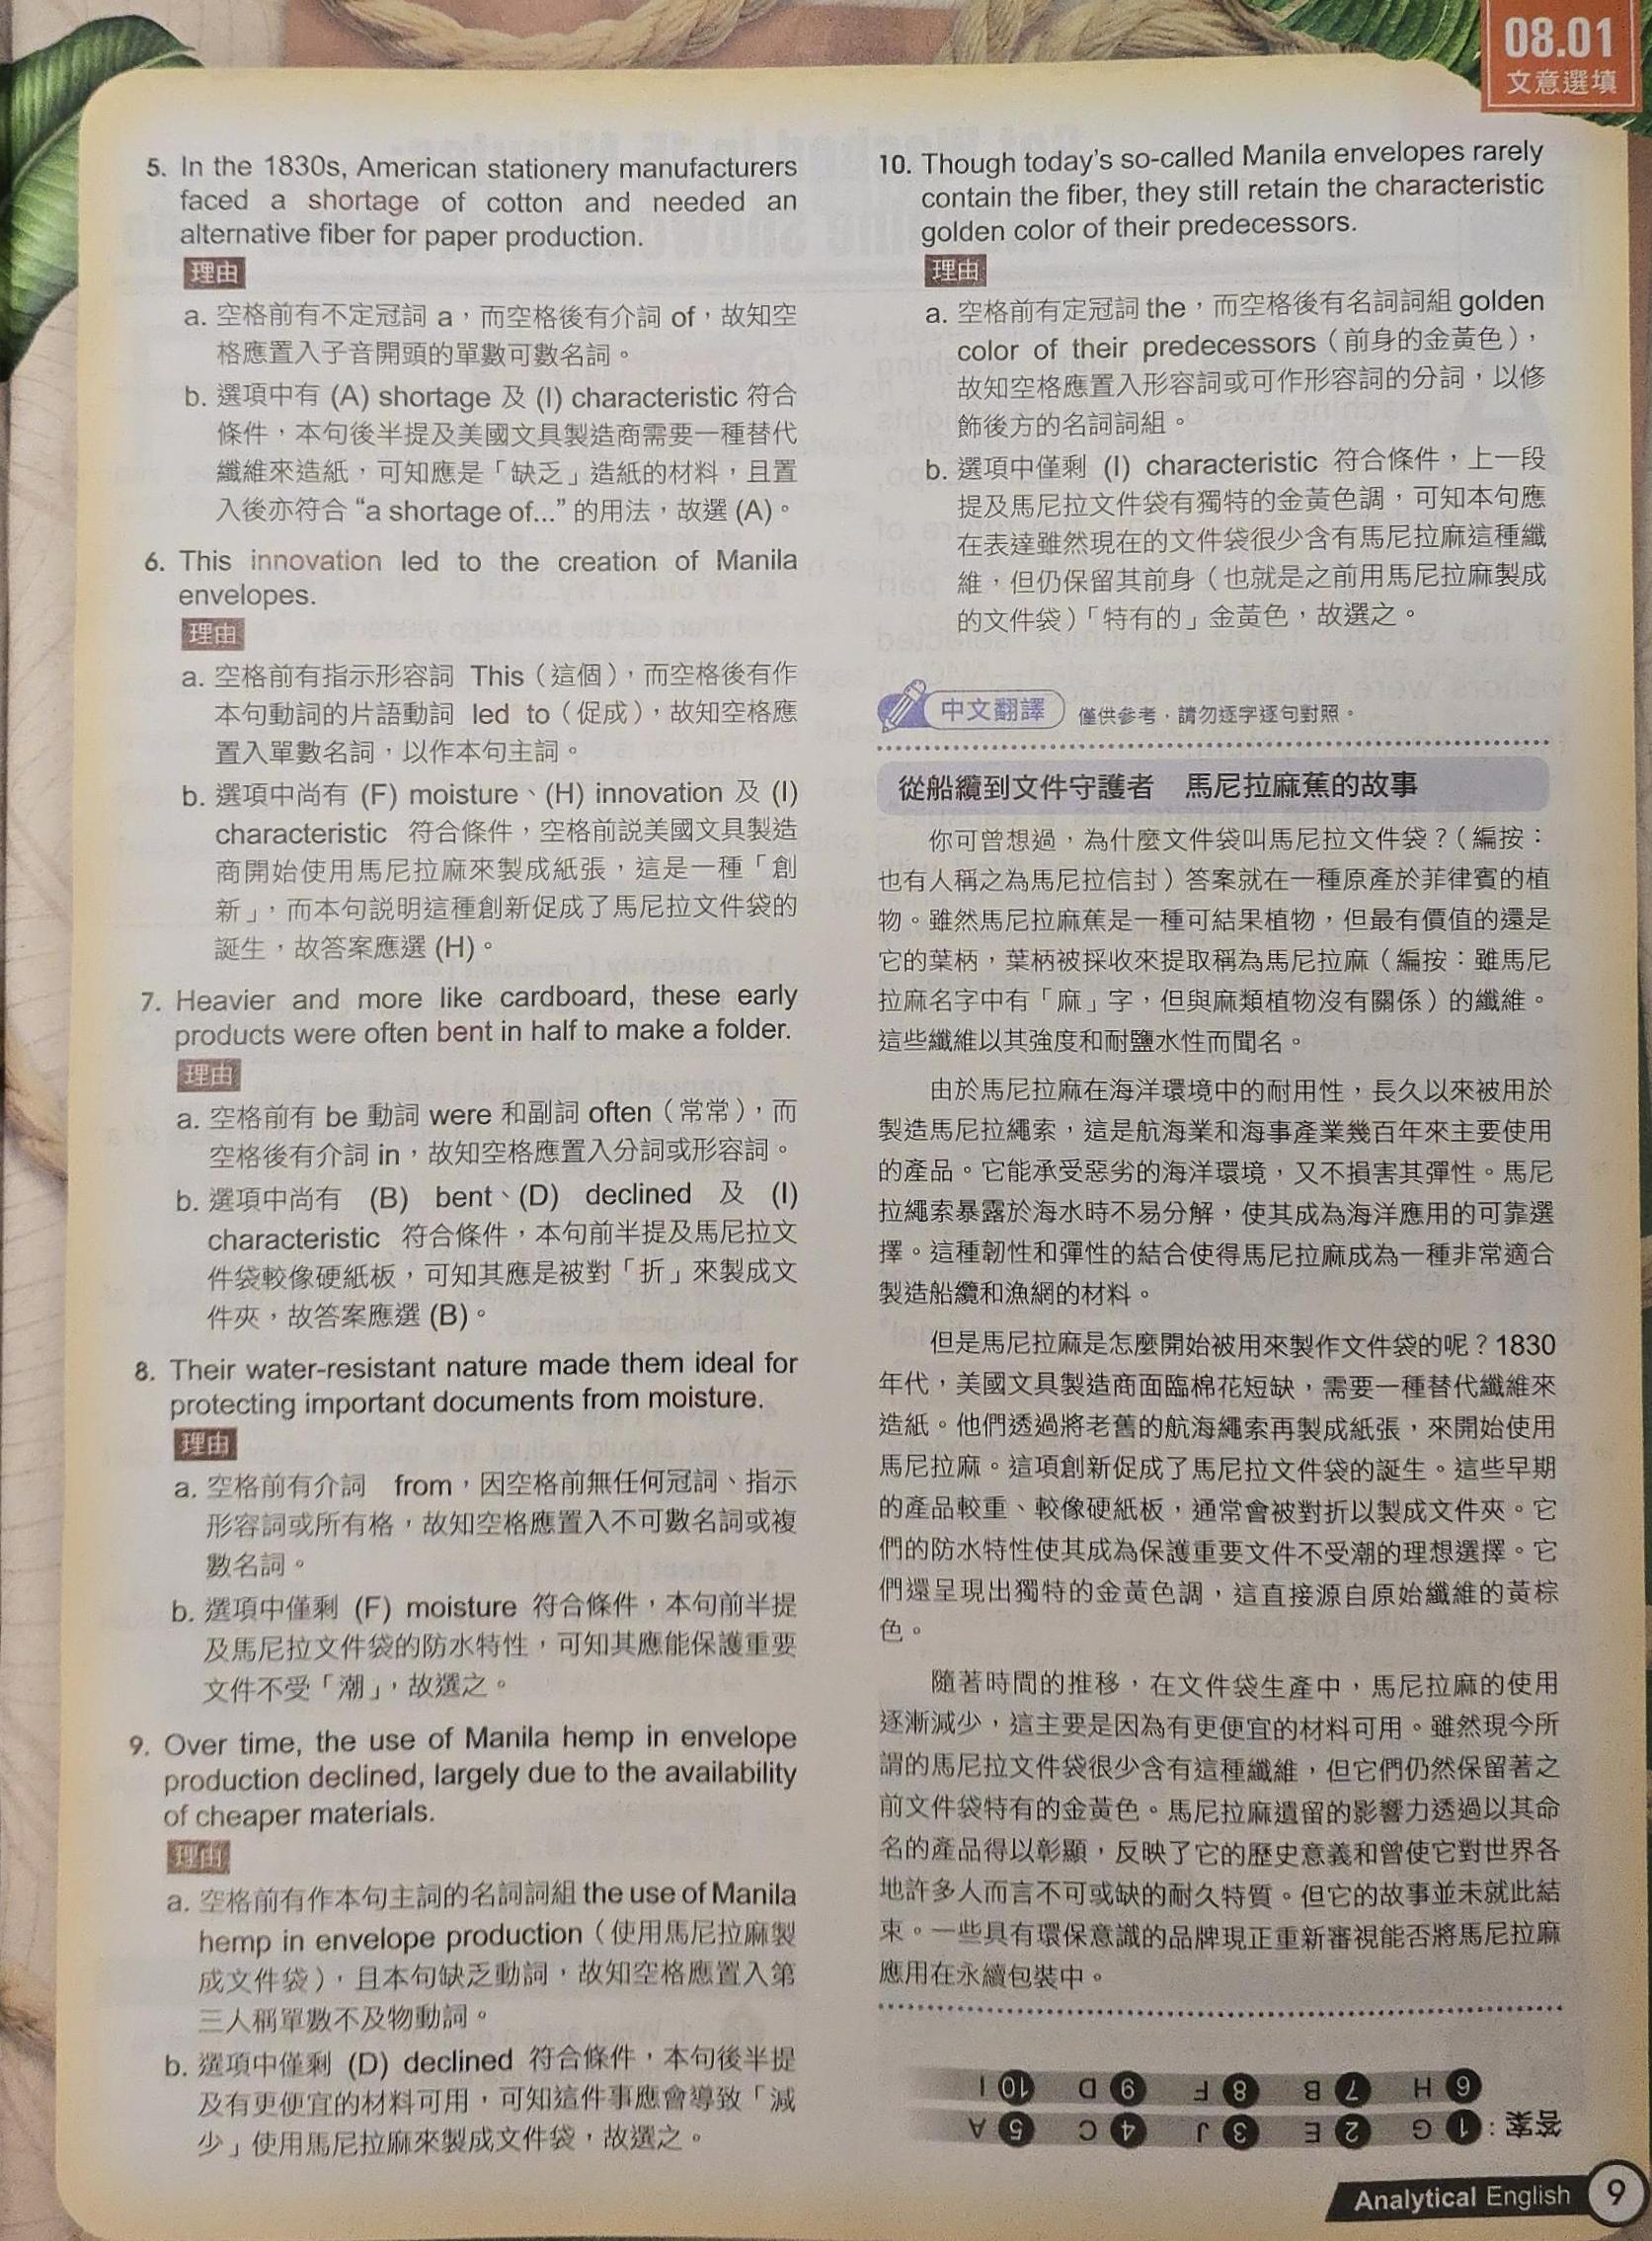 08.01
文意選填
5. In the 1830s, American stationery manufacturers
faced a shortage of cotton and needed an
alternative fiber for paper production.
理由
a. 空格前有不定冠詞 a，而空格後有介詞 of，故知空
格應置入子音開頭的單數可數名詞。
b. 選項中有 (A) shortage 及 (I) characteristic 符合
條件，本句後半提及美國文具製造商需要一種替代
纖維來造紙，可知應是「缺乏」造紙的材料，且置
入後亦符合 “a shortage of...” 的用法，故選 (A)。
6. This innovation led to the creation of Manila
envelopes.
理由
a. 空格前有指示形容詞 This（這個），而空格後有作
本句動詞的片語動詞 led to（促成），故知空格應
置入單數名詞，以作本句主詞。
b. 選項中尚有 (F) moisture、(H) innovation 及 (I)
characteristic 符合條件，空格前說美國文具製造
商開始使用馬尼拉麻來製成紙張，這是一種「創
新」，而本句說明這種創新促成了馬尼拉文件袋的
誕生，故答案應選 (H)。
7. Heavier and more like cardboard, these early
products were often bent in half to make a folder.
理由
a. 空格前有 be 動詞 were 和副詞 often（常常），而
空格後有介詞 in，故知空格應置入分詞或形容詞。
b. 選項中尚有 (B) bent、(D) declined 及 (I)
characteristic 符合條件，本句前半提及馬尼拉文
件袋較像硬紙板，可知其應是被對「折」來製成文
件夾，故答案應選 (B)。
8. Their water-resistant nature made them ideal for
protecting important documents from moisture.
理由
a. 空格前有介詞 from，因空格前無任何冠詞、指示
形容詞或所有格，故知空格應置入不可數名詞或複
數名詞。
b. 選項中僅剩 (F) moisture 符合條件，本句前半提
及馬尼拉文件袋的防水特性，可知其應能保護重要
文件不受「潮」，故選之。
9. Over time, the use of Manila hemp in envelope
production declined, largely due to the availability
of cheaper materials.
理由
a. 空格前有作本句主詞的名詞詞組 the use of Manila
hemp in envelope production（使用馬尼拉麻製
成文件袋），且本句缺乏動詞，故知空格應置入第
三人稱單數不及物動詞。
b. 選項中僅剩 (D) declined 符合條件，本句後半提
及有更便宜的材料可用，可知這件事應會導致「減
少」使用馬尼拉麻來製成文件袋，故選之。
10. Though today’s so-called Manila envelopes rarely
contain the fiber, they still retain the characteristic
golden color of their predecessors.
理由
a. 空格前有定冠詞 the，而空格後有名詞詞組 golden
color of their predecessors（前身的金黃色），
故知空格應置入形容詞或可作形容詞的分詞，以修
飾後方的名詞詞組。
b. 選項中僅剩 (I) characteristic 符合條件，上一段
提及馬尼拉文件袋有獨特的金黃色調，可知本句應
在表達雖然現在的文件袋很少含有馬尼拉麻這種纖
維，但仍保留其前身（也就是之前用馬尼拉麻製成
的文件袋）「特有的」金黃色，故選之。
中文翻譯 僅供參考，請勿逐字逐句對照。
從船纜到文件守護者 馬尼拉麻蕉的故事
你可曾想過，為什麼文件袋叫馬尼拉文件袋？（編按：
也有人稱之為馬尼拉信封）答案就在一種原產於菲律賓的植
物。雖然馬尼拉麻蕉是一種可結果植物，但最有價值的還是
它的葉柄，葉柄被採收來提取稱為馬尼拉麻（編按：雖馬尼
拉麻名字中有「麻」字，但與麻類植物沒有關係）的纖維。
這些纖維以其強度和耐鹽水性而聞名。
由於馬尼拉麻在海洋環境中的耐用性，長久以來被用於
製造馬尼拉繩索，這是航海業和海事產業幾百年來主要使用
的產品。它能承受惡劣的海洋環境，又不損害其彈性。馬尼
拉繩索暴露於海水時不易分解，使其成為海洋應用的可靠選
擇。這種韌性和彈性的結合使得馬尼拉麻成為一種非常適合
製造船纜和漁網的材料。
但是馬尼拉麻是怎麼開始被用來製作文件袋的呢？1830
年代，美國文具製造商面臨棉花短缺，需要一種替代纖維來
造紙。他們透過將老舊的航海繩索再製成紙張，來開始使用
馬尼拉麻。這項創新促成了馬尼拉文件袋的誕生。這些早期
的產品較重、較像硬紙板，通常會被對折以製成文件夾。它
們的防水特性使其成為保護重要文件不受潮的理想選擇。它
們還呈現出獨特的金黃色調，這直接源自原始纖維的黃棕
色。
隨著時間的推移，在文件袋生產中，馬尼拉麻的使用
逐漸減少，這主要是因為有更便宜的材料可用。雖然現今所
謂的馬尼拉文件袋很少含有這種纖維，但它們仍然保留著之
前文件袋特有的金黃色。馬尼拉麻遺留的影響力透過以其命
名的產品得以彰顯，反映了它的歷史意義和曾使它對世界各
地許多人而言不可或缺的耐久特質。但它的故事並未就此結
束。一些具有環保意識的品牌現正重新審視能否將馬尼拉麻
應用在永續包裝中。
答案：1 G 2 E 3 J 4 C 5 A
6 H 7 B 8 F 9 D 10 I
Analytical English 9